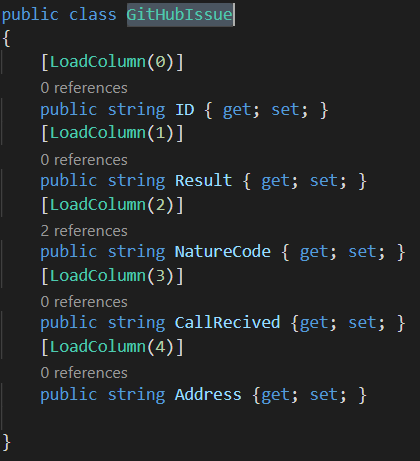 public class GitHubIssue
{
[LoadColumn(0)]
0 references
public string ID { get; set; }
[LoadColumn(1)]
0 references
public string Result { get; set; }
[LoadColumn(2)]
2 references
public string NatureCode { get; set; }
[LoadColumn(3)]
0 references
public string CallRecived {get; set; }
[LoadColumn(4)]
0 references
public string Address {get; set; }
}